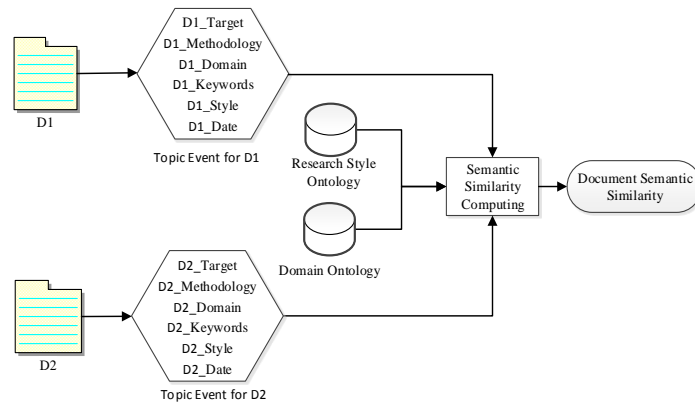 D1_Target
D1_Methodology
D1_Domain
D1_Keywords
D1_Style
D1_Date
D1
Topic Event for D1
Research Style
Ontology
Semantic
Similarity
Computing
Document Semantic
Similarity
Domain Ontology
D2_Target
D2_Methodology
D2_Domain
D2_Keywords
D2_Style
D2_Date
D2
Topic Event for D2